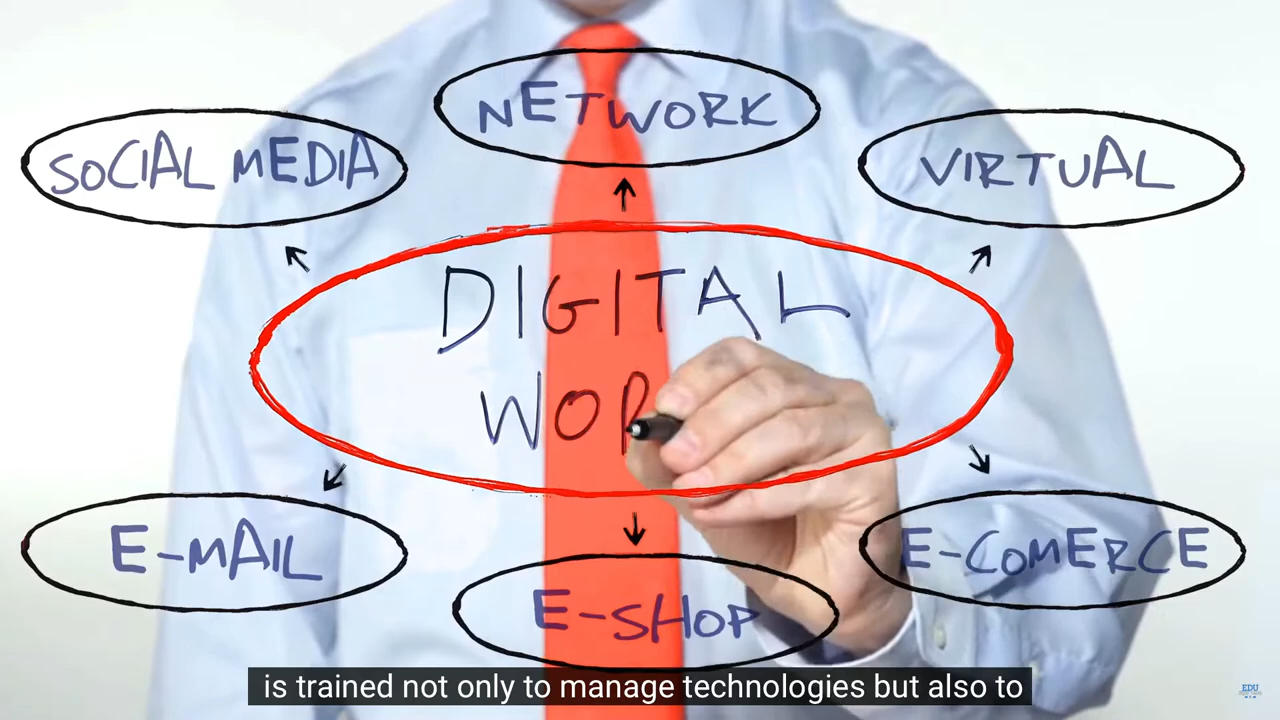 NETWORK
SOCIAL MEDIA
VIRTUAL
DIGITAL
WOR
E-MAIL
E-COMERCE
E-SHOP
is trained not only to manage technologies but also to
EDU